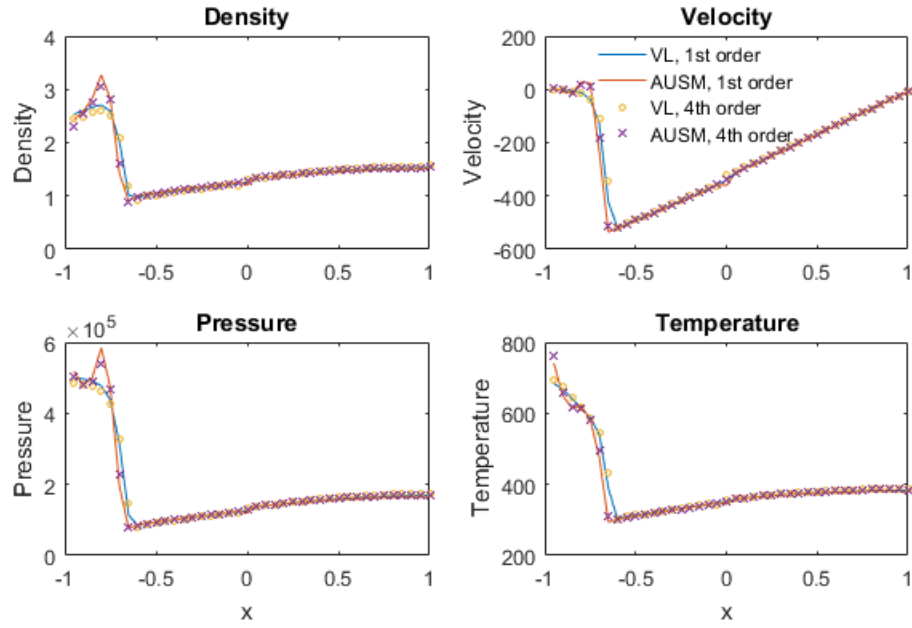 Density
Velocity
4
3
2
1
0
Density
-1
-0.5
0
0.5
1
200
0
-200
-400
-600
Velocity
VL, 1st order
AUSM, 1st order
VL, 4th order
AUSM, 4th order
-1
-0.5
0
0.5
1
Pressure
× 10^5
6
4
2
0
Pressure
-1
-0.5
0
0.5
1
x
Temperature
800
600
400
200
Temperature
-1
-0.5
0
0.5
1
x